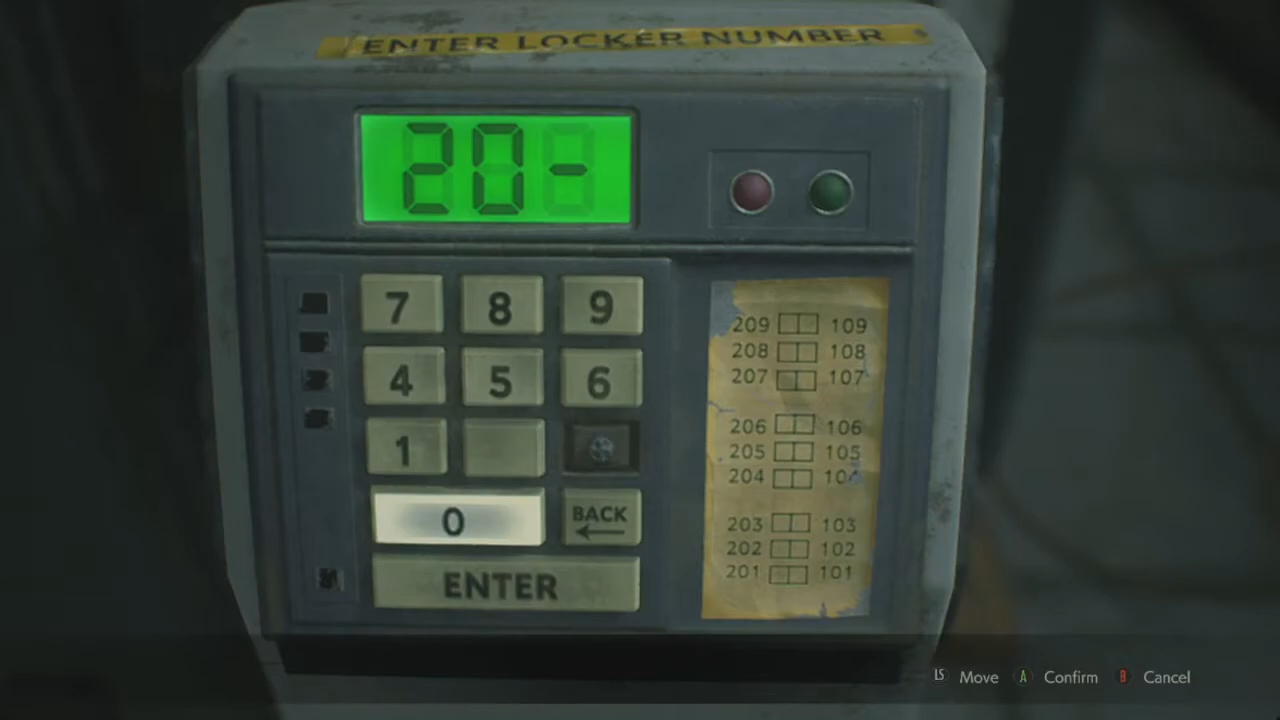 ENTER LOCKER NUMBER
20-
7 8 9
4 5 6
1
0 BACK
ENTER
209 109
208 108
207 107
206 106
205 105
204
203 103
202 102
201 101
LS Move A Confirm B Cancel